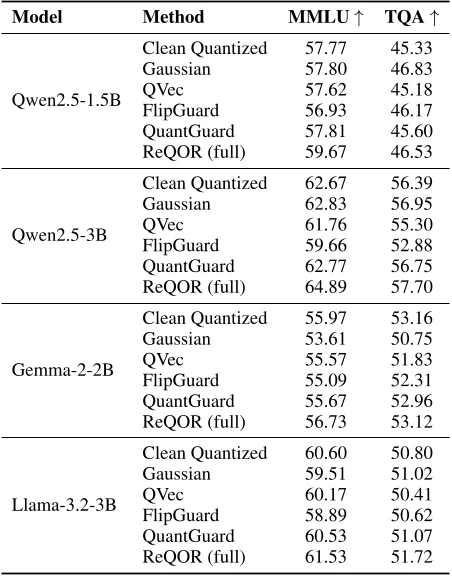 Model Method MMLU ↑ TQA ↑
Qwen2.5-1.5B
Clean Quantized 57.77 45.33
Gaussian 57.80 46.83
QVec 57.62 45.18
FlipGuard 56.93 46.17
QuantGuard 57.81 45.60
ReQOR (full) 59.67 46.53
Qwen2.5-3B
Clean Quantized 62.67 56.39
Gaussian 62.83 56.95
QVec 61.76 55.30
FlipGuard 59.66 52.88
QuantGuard 62.77 56.75
ReQOR (full) 64.89 57.70
Gemma-2-2B
Clean Quantized 55.97 53.16
Gaussian 53.61 50.75
QVec 55.57 51.83
FlipGuard 55.09 52.31
QuantGuard 55.67 52.96
ReQOR (full) 56.73 53.12
Llama-3.2-3B
Clean Quantized 60.60 50.80
Gaussian 59.51 51.02
QVec 60.17 50.41
FlipGuard 58.89 50.62
QuantGuard 60.53 51.07
ReQOR (full) 61.53 51.72